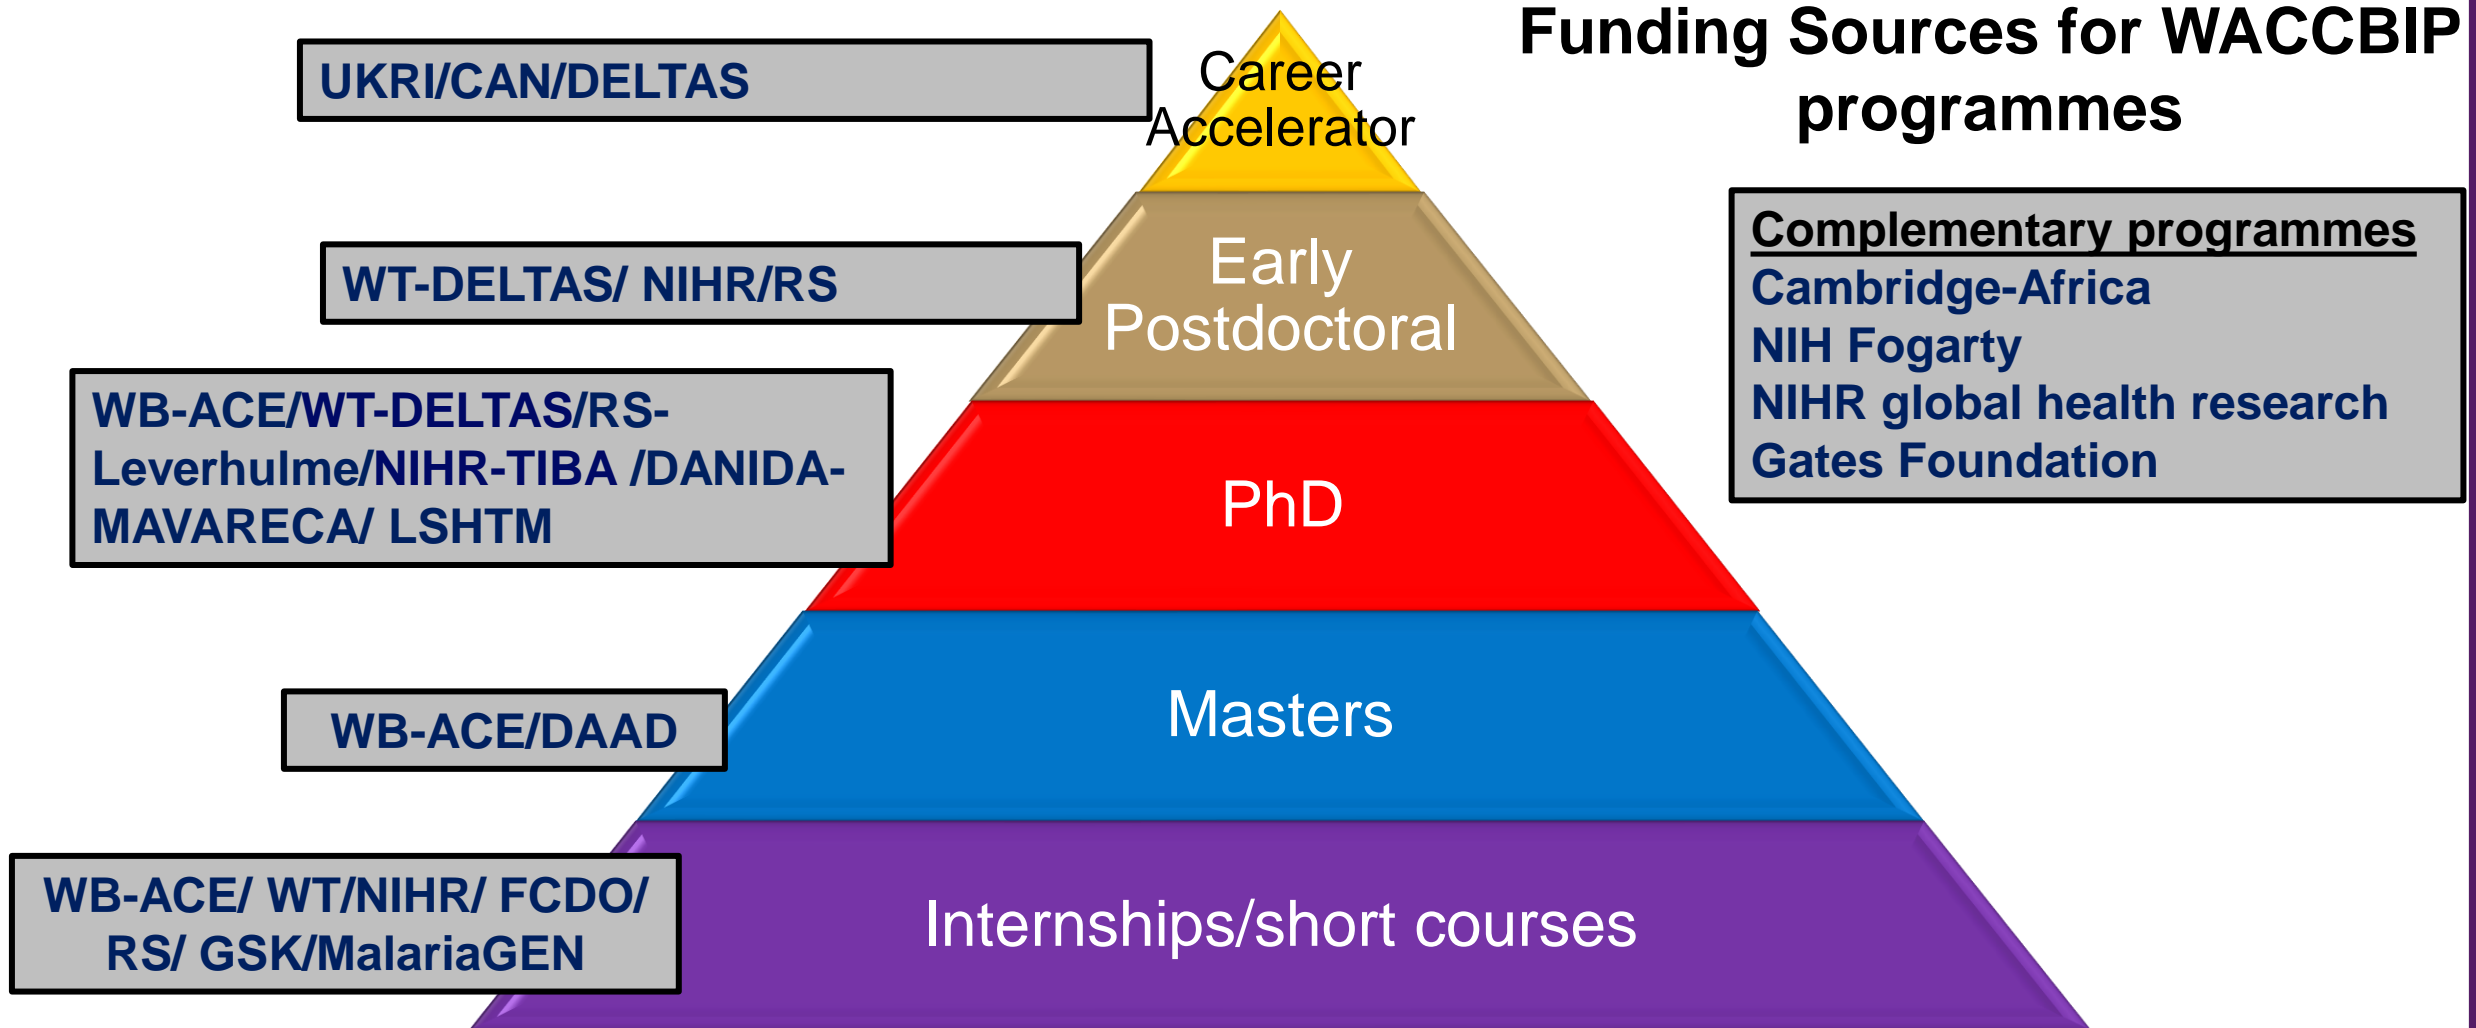 Funding Sources for WACCBIP
programmes
UKRI/CAN/DELTAS
Career
Accelerator
WT-DELTAS/ NIHR/RS
Early
Postdoctoral
Complementary programmes
Cambridge-Africa
NIH Fogarty
NIHR global health research
Gates Foundation
WB-ACE/WT-DELTAS/RS-
Leverhulme/NIHR-TIBA /DANIDA-
MAVARECA/ LSHTM
PhD
WB-ACE/DAAD
Masters
WB-ACE/ WT/NIHR/ FCDO/
RS/ GSK/MalariaGEN
Internships/short courses